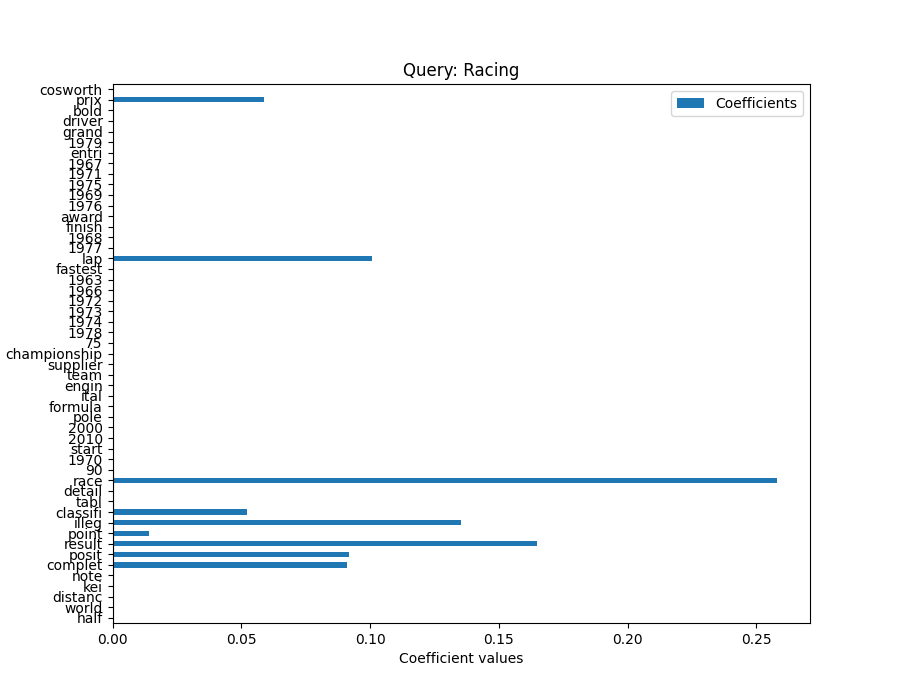 Query: Racing
Coefficients
cosworth
prix
bold
driver
grand
1979
entri
1967
1971
1975
1969
1976
award
finish
1968
1977
lap
fastest
1963
1966
1972
1973
1974
1978
75
championship
supplier
team
engin
ital
formula
pole
2000
2010
start
1970
90
race
detail
tabl
classifi
illeg
point
result
posit
complet
note
kei
distanc
world
half
0.00 0.05 0.10 0.15 0.20 0.25
Coefficient values